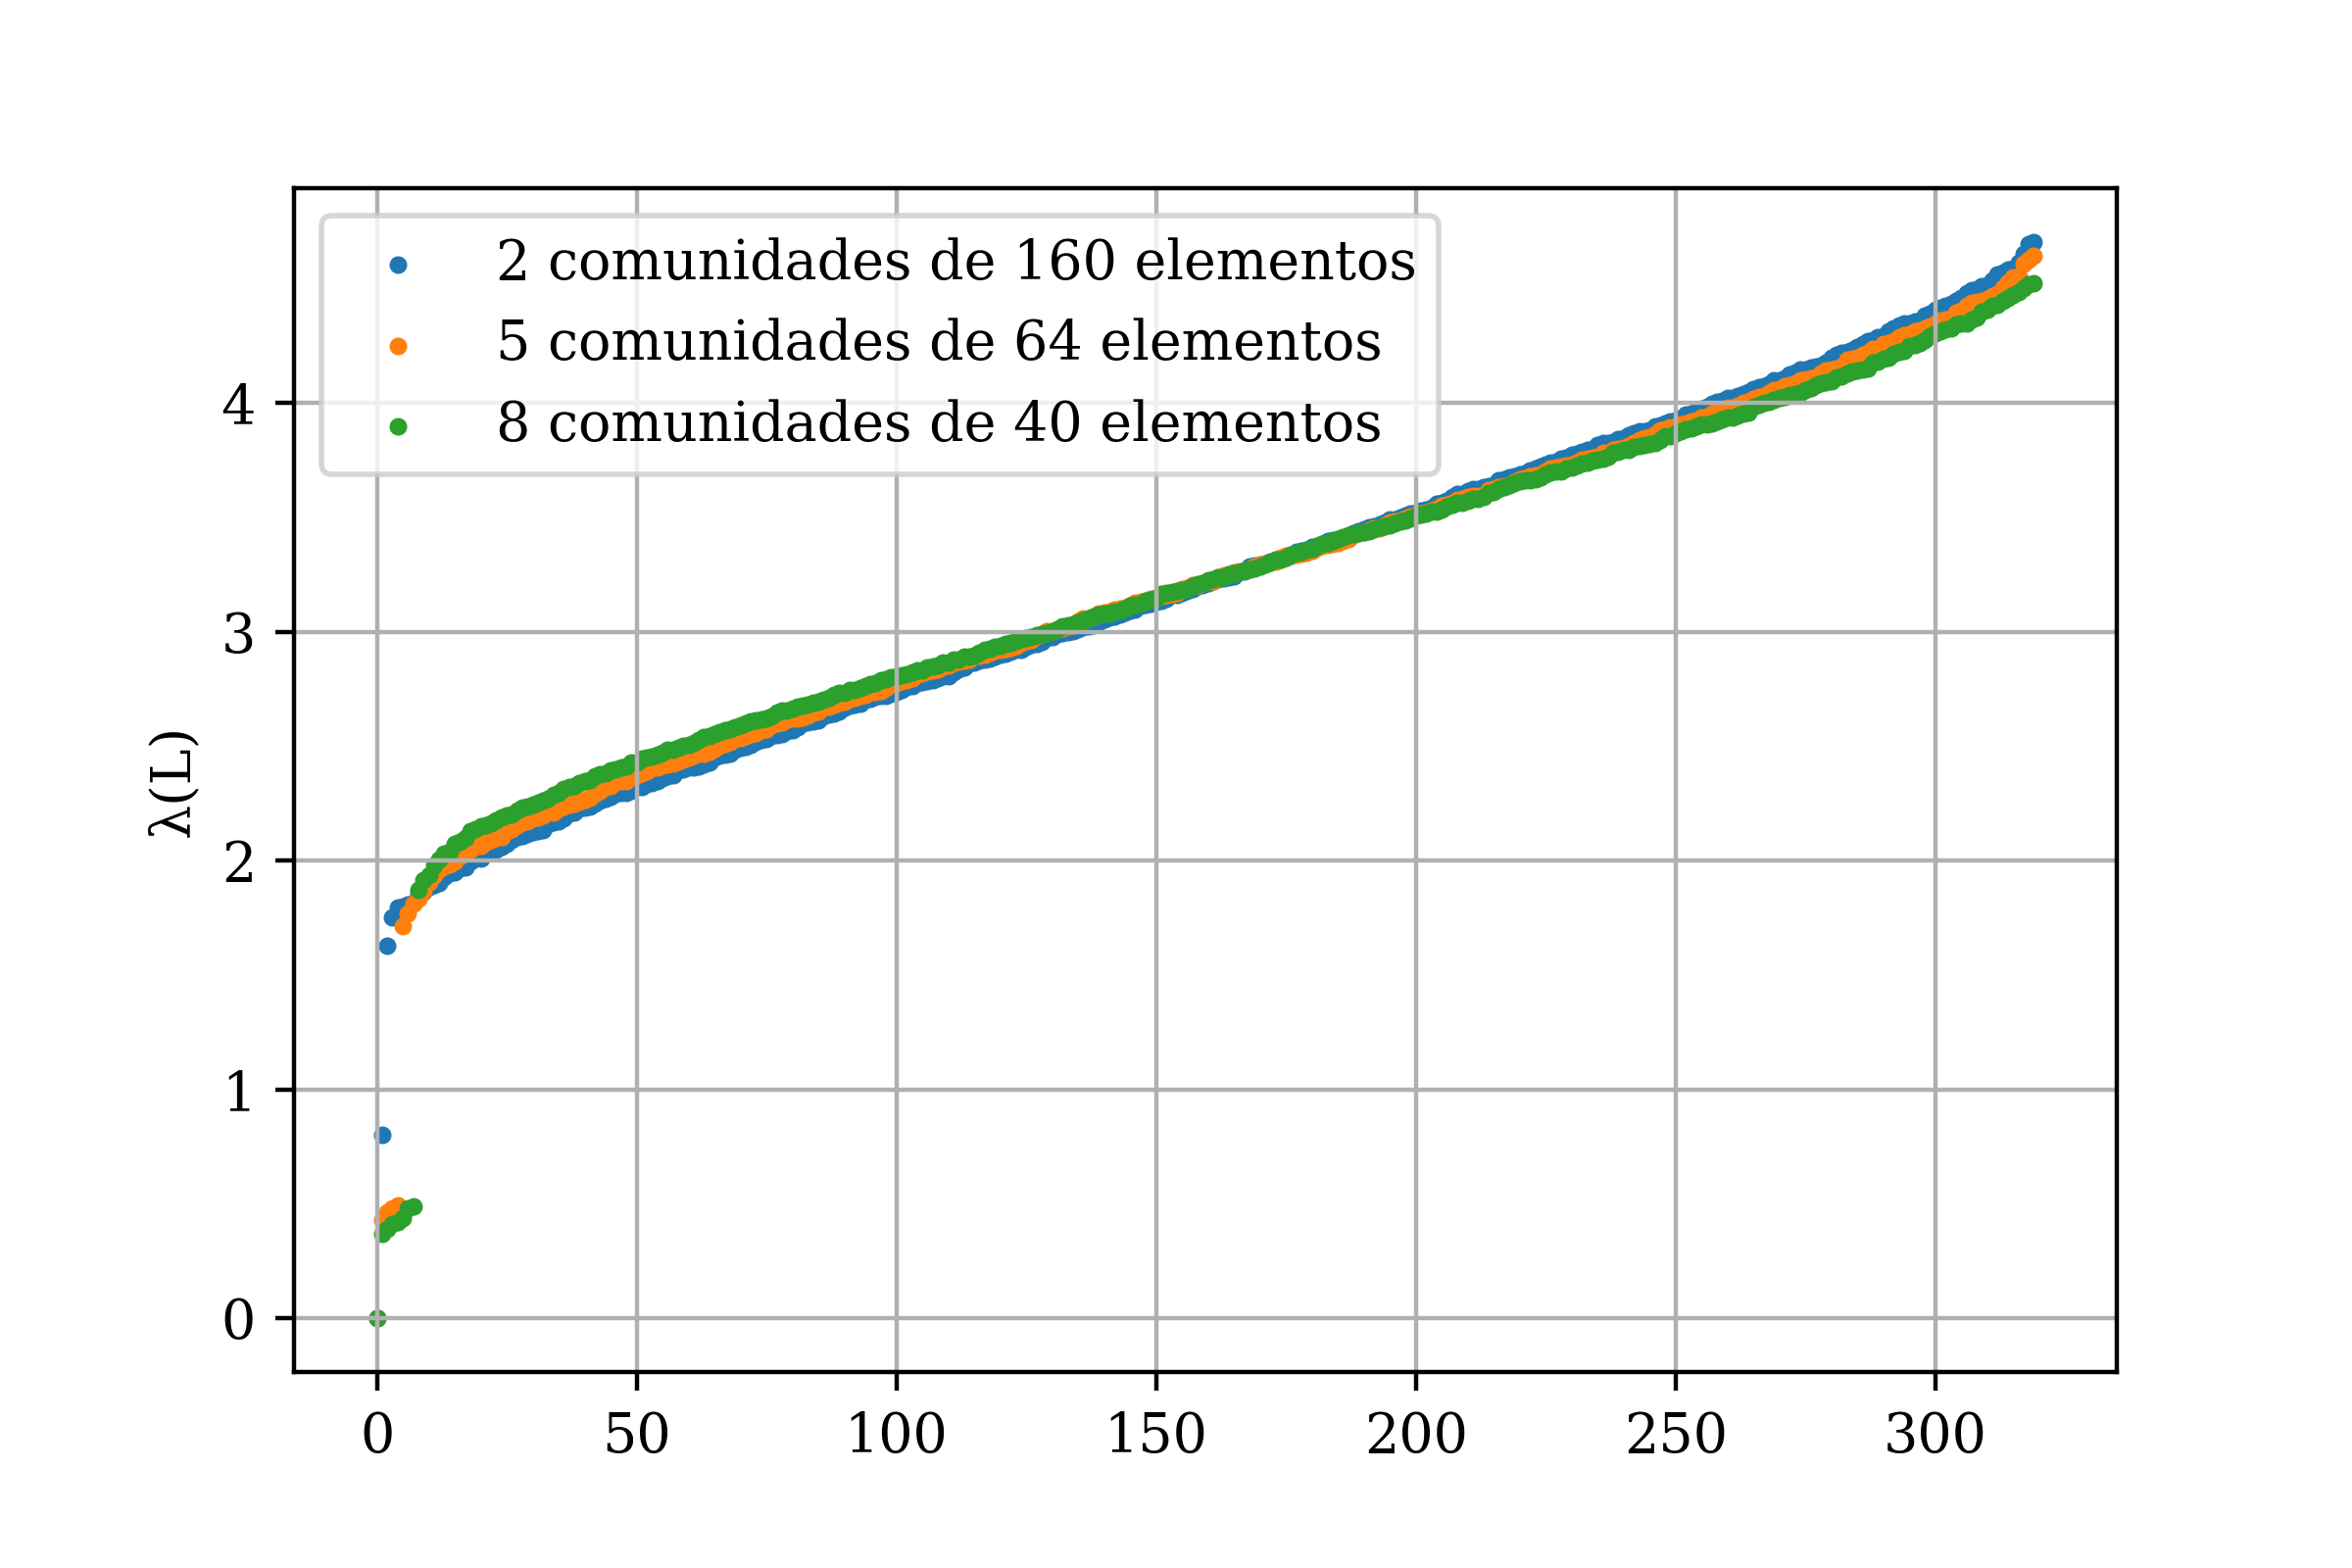 2 comunidades de 160 elementos
5 comunidades de 64 elementos
8 comunidades de 40 elementos
4
3
2
1
0
λ(L)
0 50 100 150 200 250 300